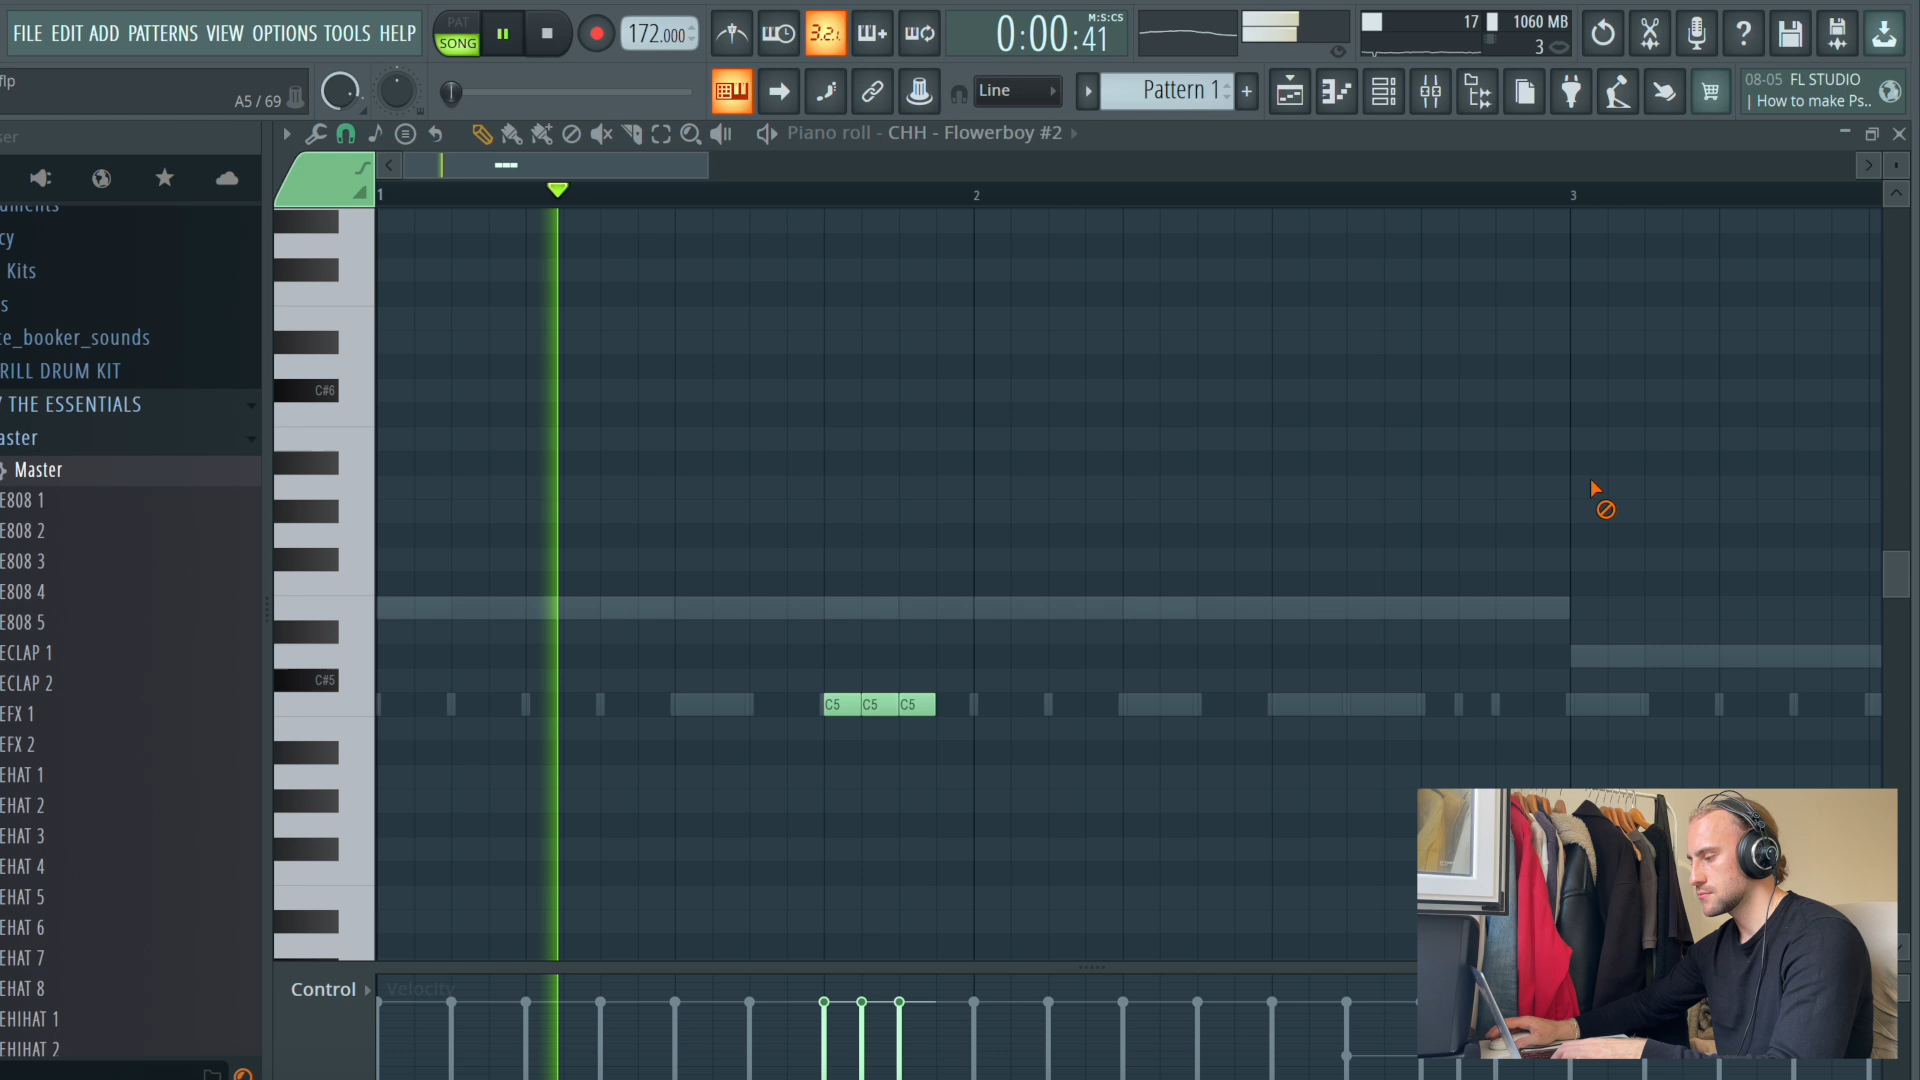 FILE EDIT ADD PATTERNS VIEW OPTIONS TOOLS HELP
PAT
SONG
172.000
3.2.
0:00:41
M:S:CS
17
1060 MB
3
flp
A5 / 69
Line
Pattern 1
08-05 FL STUDIO
| How to make Ps..
Piano roll - CHH - Flowerboy #2
1
2
3
cy
Kits
s
te_booker_sounds
RILL DRUM KIT
THE ESSENTIALS
aster
Master
E808 1
E808 2
E808 3
E808 4
E808 5
ECLAP 1
ECLAP 2
EFX 1
EFX 2
EHAT 1
EHAT 2
EHAT 3
EHAT 4
EHAT 5
EHAT 6
EHAT 7
EHAT 8
EHIHAT 1
EHIHAT 2
C#6
C#5
C5 C5 C5
Control
Velocity